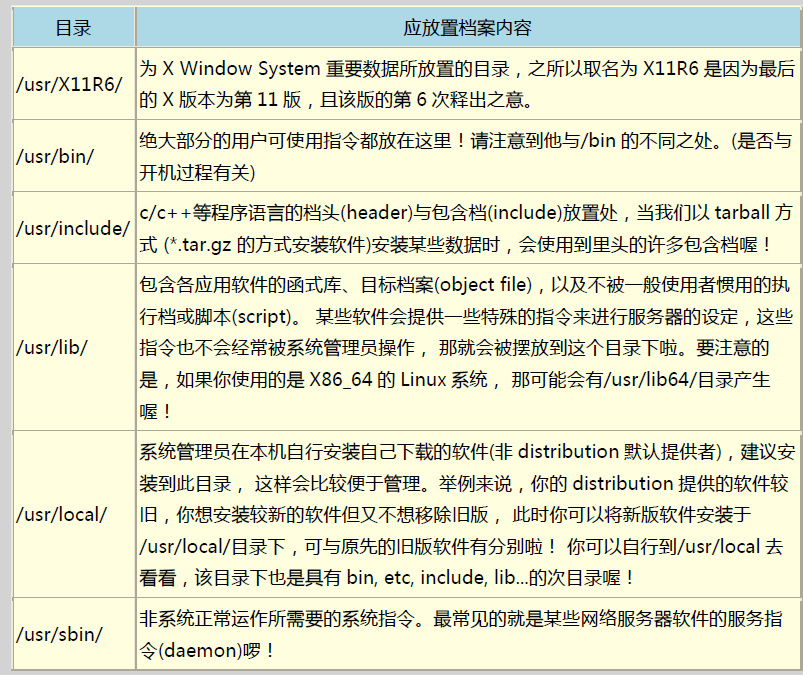 目录
应放置档案内容
/usr/X11R6/
为 X Window System 重要数据所放置的目录，之所以取名为 X11R6 是因为最后
的 X 版本为第 11 版，且该版的第 6 次释出之意。
/usr/bin/
绝大部分的用户可使用指令都放在这里！请注意到他与/bin 的不同之处。(是否与
开机过程有关)
/usr/include/
c/c++等程序语言的档头(header)与包含档(include)放置处，当我们以 tarball 方
式 (*.tar.gz 的方式安装软件)安装某些数据时，会使用到里头的许多包含档喔！
/usr/lib/
包含各应用软件的函式库、目标档案(object file)，以及不被一般使用者惯用的执
行档或脚本(script)。 某些软件会提供一些特殊的指令来进行服务器的设定，这些
指令也不会经常被系统管理员操作， 那就会被摆放到这个目录下啦。要注意的
是，如果你使用的是 X86_64 的 Linux 系统， 那可能会有/usr/lib64/目录产生
喔！
/usr/local/
系统管理员在本机自行安装自己下载的软件(非 distribution 默认提供者)，建议安
装到此目录， 这样会比较便于管理。举例来说，你的 distribution 提供的软件较
旧，你想安装较新的软件但又不想移除旧版， 此时你可以将新版软件安装于
/usr/local/目录下，可与原先的旧版软件有分别啦！ 你可以自行到/usr/local 去
看看，该目录下也是具有 bin, etc, include, lib...的次目录喔！
/usr/sbin/
非系统正常运作所需要的系统指令。最常见的就是某些网络服务器软件的服务指
令(daemon)啰！